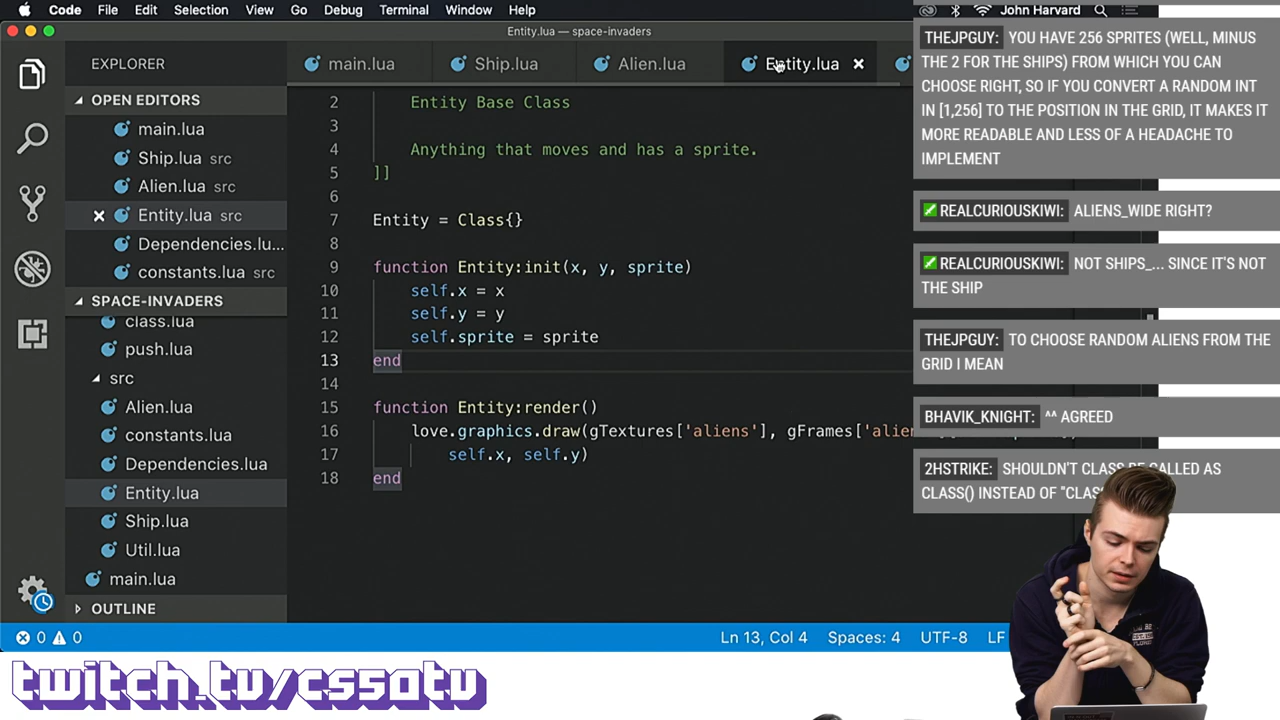 Code File Edit Selection View Go Debug Terminal Window Help John Harvard
Entity.lua — space-invaders
EXPLORER
main.lua Ship.lua Alien.lua Entity.lua
OPEN EDITORS
main.lua
Ship.lua src
Alien.lua src
Entity.lua src
Dependencies.lu...
constants.lua src
SPACE-INVADERS
class.lua
push.lua
src
Alien.lua
constants.lua
Dependencies.lua
Entity.lua
Ship.lua
Util.lua
main.lua
OUTLINE
2 Entity Base Class
3
4 Anything that moves and has a sprite.
5 ]]
6
7 Entity = Class{}
8
9 function Entity:init(x, y, sprite)
10 self.x = x
11 self.y = y
12 self.sprite = sprite
13 end
14
15 function Entity:render()
16 love.graphics.draw(gTextures['aliens'], gFrames['alien
17 self.x, self.y)
18 end
THEJPGUY: YOU HAVE 256 SPRITES (WELL, MINUS
THE 2 FOR THE SHIPS) FROM WHICH YOU CAN
CHOOSE RIGHT, SO IF YOU CONVERT A RANDOM INT
IN [1,256] TO THE POSITION IN THE GRID, IT MAKES IT
MORE READABLE AND LESS OF A HEADACHE TO
IMPLEMENT
REALCURIOUSKIWI: ALIENS_WIDE RIGHT?
REALCURIOUSKIWI: NOT SHIPS_... SINCE IT'S NOT
THE SHIP
THEJPGUY: TO CHOOSE RANDOM ALIENS FROM THE
GRID I MEAN
BHAVIK_KNIGHT: ^^ AGREED
2HSTRIKE: SHOULDN'T CLASS BE CALLED AS
CLASS() INSTEAD OF "CLAS
0 0 Ln 13, Col 4 Spaces: 4 UTF-8 LF
twitch.tv/cs50tv